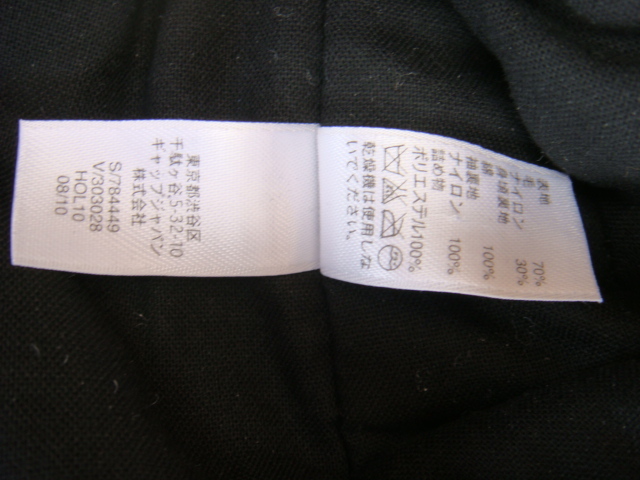 表地
毛 70%
ナイロン 30%
身頃裏地
綿 100%
袖裏地
ナイロン 100%
詰め物
ポリエステル100%
乾燥機は使用しな
いでください。
東京都渋谷区
千駄ヶ谷5-32-10
ギャップジャパン
株式会社
S/784449
V/303028
HOL10
08/10